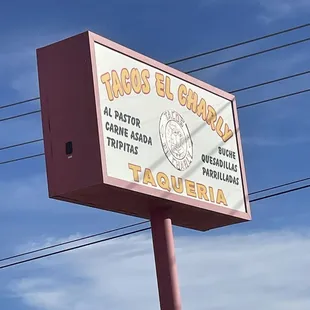 TACOS EL CHARLY
AL PASTOR
CARNE ASADA
TRIPITAS
BUCHE
QUESADILLAS
PARRILLADAS
TAQUERIA